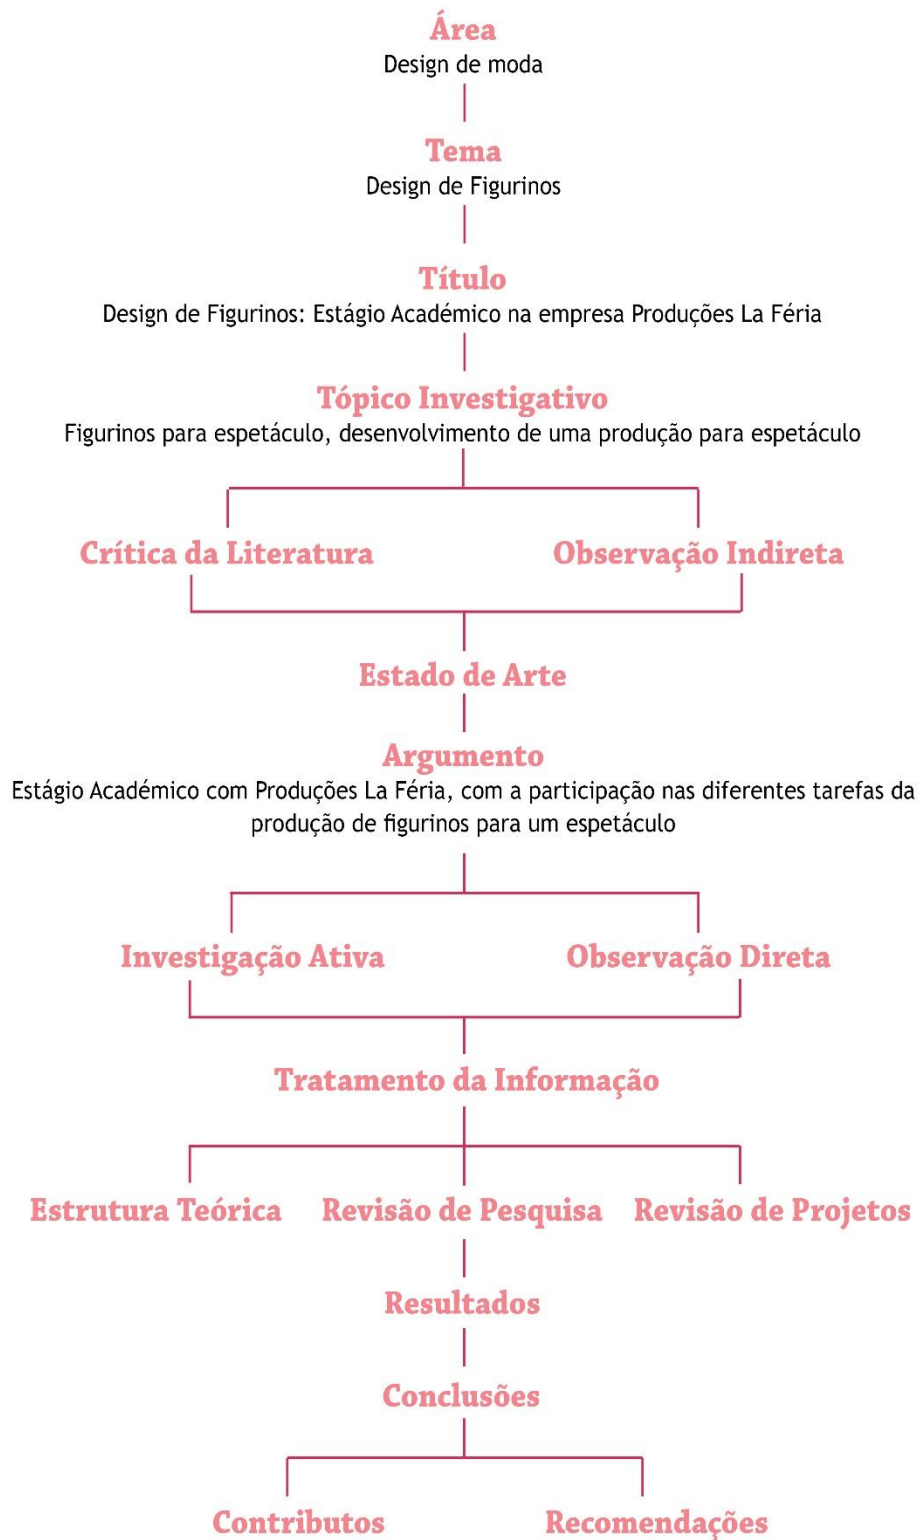 Área
Design de moda
Tema
Design de Figurinos
Título
Design de Figurinos: Estágio Académico na empresa Produções La Féria
Tópico Investigativo
Figurinos para espetáculo, desenvolvimento de uma produção para espetáculo
Crítica da Literatura
Observação Indireta
Estado de Arte
Argumento
Estágio Académico com Produções La Féria, com a participação nas diferentes tarefas da
produção de figurinos para um espetáculo
Investigação Ativa
Observação Direta
Tratamento da Informação
Estrutura Teórica
Revisão de Pesquisa
Revisão de Projetos
Resultados
Conclusões
Contributos
Recomendações